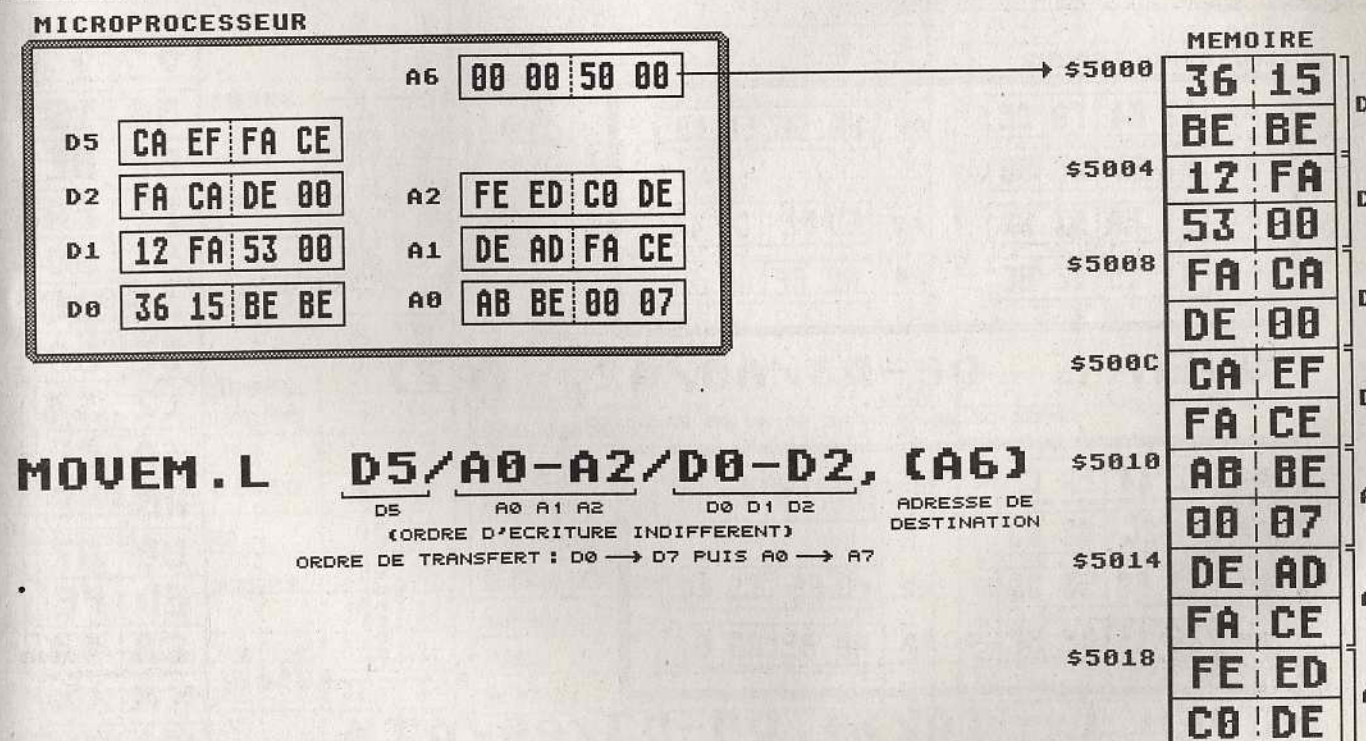 MICROPROCESSEUR
A6 00 00 50 00
D5 CA EF FA CE
D2 FA CA DE 00
A2 FE ED C0 DE
D1 12 FA 53 00
A1 DE AD FA CE
D0 36 15 BE BE
A0 AB BE 00 07
MEMOIRE
$5000 36 15
BE BE
$5004 12 FA
53 00
$5008 FA CA
DE 00
$500C CA EF
FA CE
$5010 AB BE
00 07
$5014 DE AD
FA CE
$5018 FE ED
C0 DE
MOVEM.L D5/A0-A2/D0-D2, (A6)
D5 A0 A1 A2 D0 D1 D2
(ORDRE D'ECRITURE INDIFFERENT)
ADRESSE DE
DESTINATION
ORDRE DE TRANSFERT : D0 → D7 PUIS A0 → A7